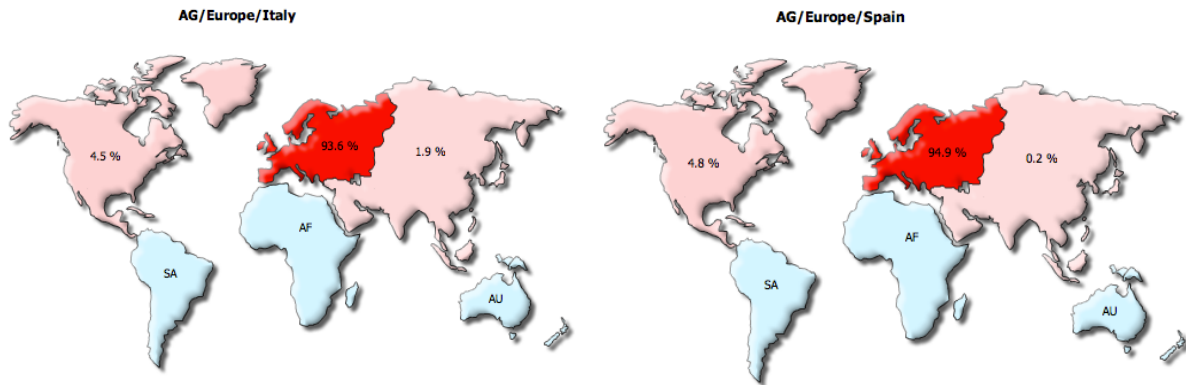 AG/Europe/Italy
4.5 %
93.6 %
1.9 %
AF
SA
AU
AG/Europe/Spain
4.8 %
94.9 %
0.2 %
AF
SA
AU